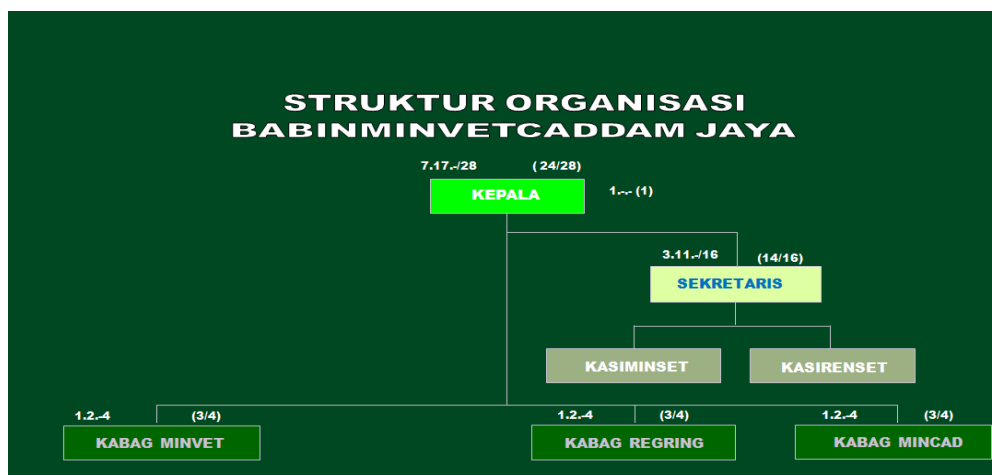 STRUKTUR ORGANISASI
BABINMINVETCADDAM JAYA
7.17.-/28 ( 24/28)
KEPALA 1.-.- (1)
3.11.-/16 (14/16)
SEKRETARIS
KASIMINSET KASIRENSET
1.2.-4 (3/4) 1.2.-4 (3/4) 1.2.-4 (3/4)
KABAG MINVET KABAG REGRING KABAG MINCAD